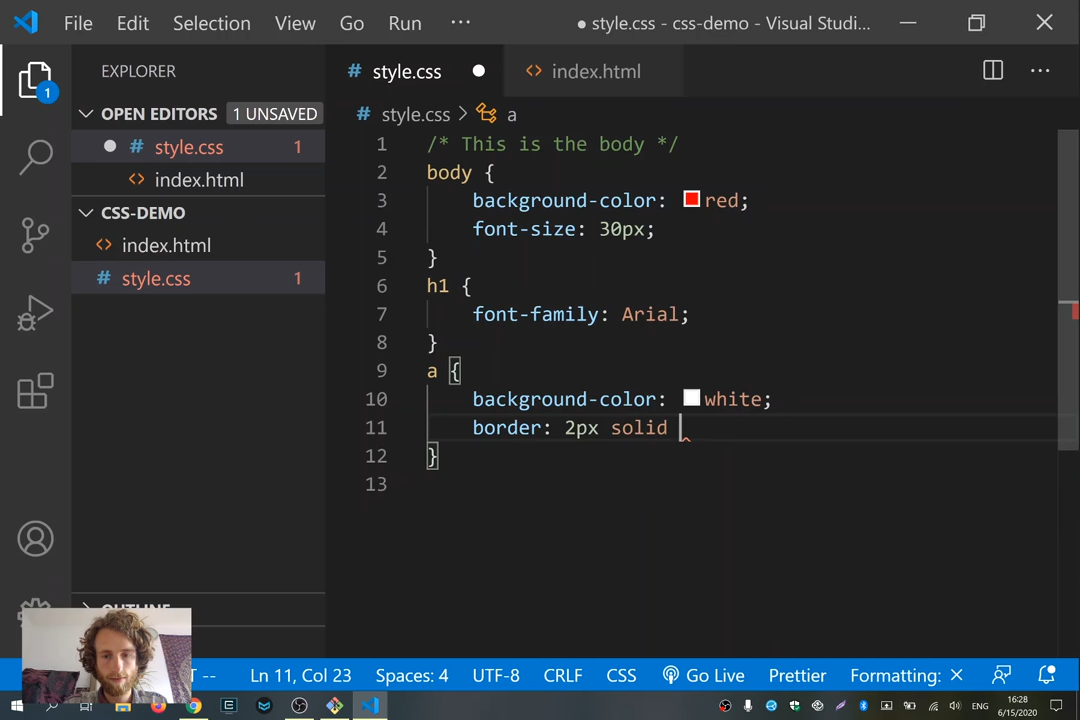 File Edit Selection View Go Run ··· ● style.css - css-demo - Visual Studi...
EXPLORER
# style.css ● <> index.html
OPEN EDITORS 1 UNSAVED
● # style.css 1
<> index.html
CSS-DEMO
<> index.html
# style.css 1
1
# style.css > a
1 /* This is the body */
2 body {
3 background-color: red;
4 font-size: 30px;
5 }
6 h1 {
7 font-family: Arial;
8 }
9 a {
10 background-color: white;
11 border: 2px solid
12 }
13
OUTLINE
T -- Ln 11, Col 23 Spaces: 4 UTF-8 CRLF CSS Go Live Prettier Formatting: ×
ENG 16:28
6/15/2020